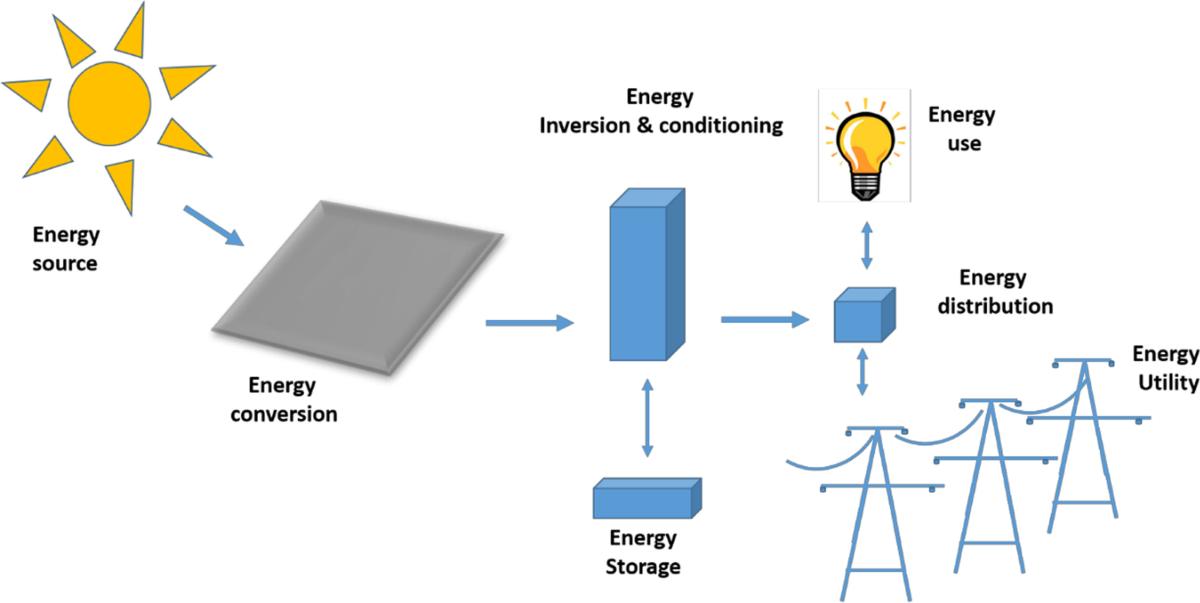 Energy
source
Energy
conversion
Energy
Inversion & conditioning
Energy
Storage
Energy
use
Energy
distribution
Energy
Utility